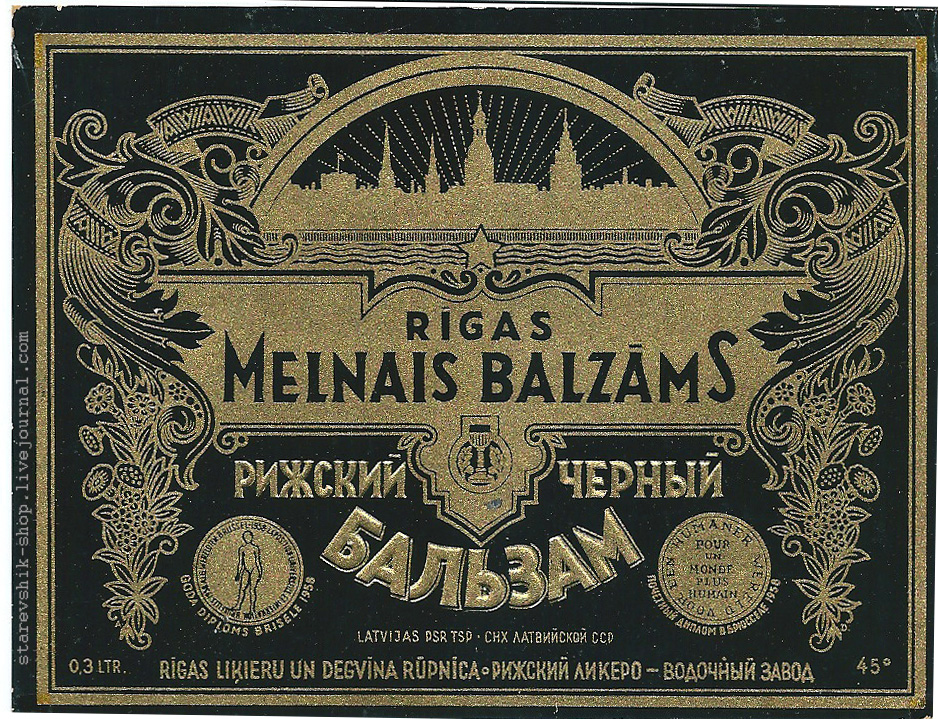 RĪGAS
MELNAIS BALZĀMS
РИЖСКИЙ ЧЕРНЫЙ
БАЛЬЗАМ
GODA DIPLOMS BRISELĒ 1958
POUR
UN
MONDE
PLUS
HUMAIN
ПОЧЕТНЫЙ ДИПЛОМ В БРЮССЕЛЕ 1958
LATVIJAS PSR TSP · СНХ ЛАТВИЙСКОЙ ССР
0,3 LTR.
RĪGAS LIĶIERU UN DEGVĪNA RŪPNĪCA · РИЖСКИЙ ЛИКЕРО – ВОДОЧНЫЙ ЗАВОД
45°
starevshik-shop.livejournal.com